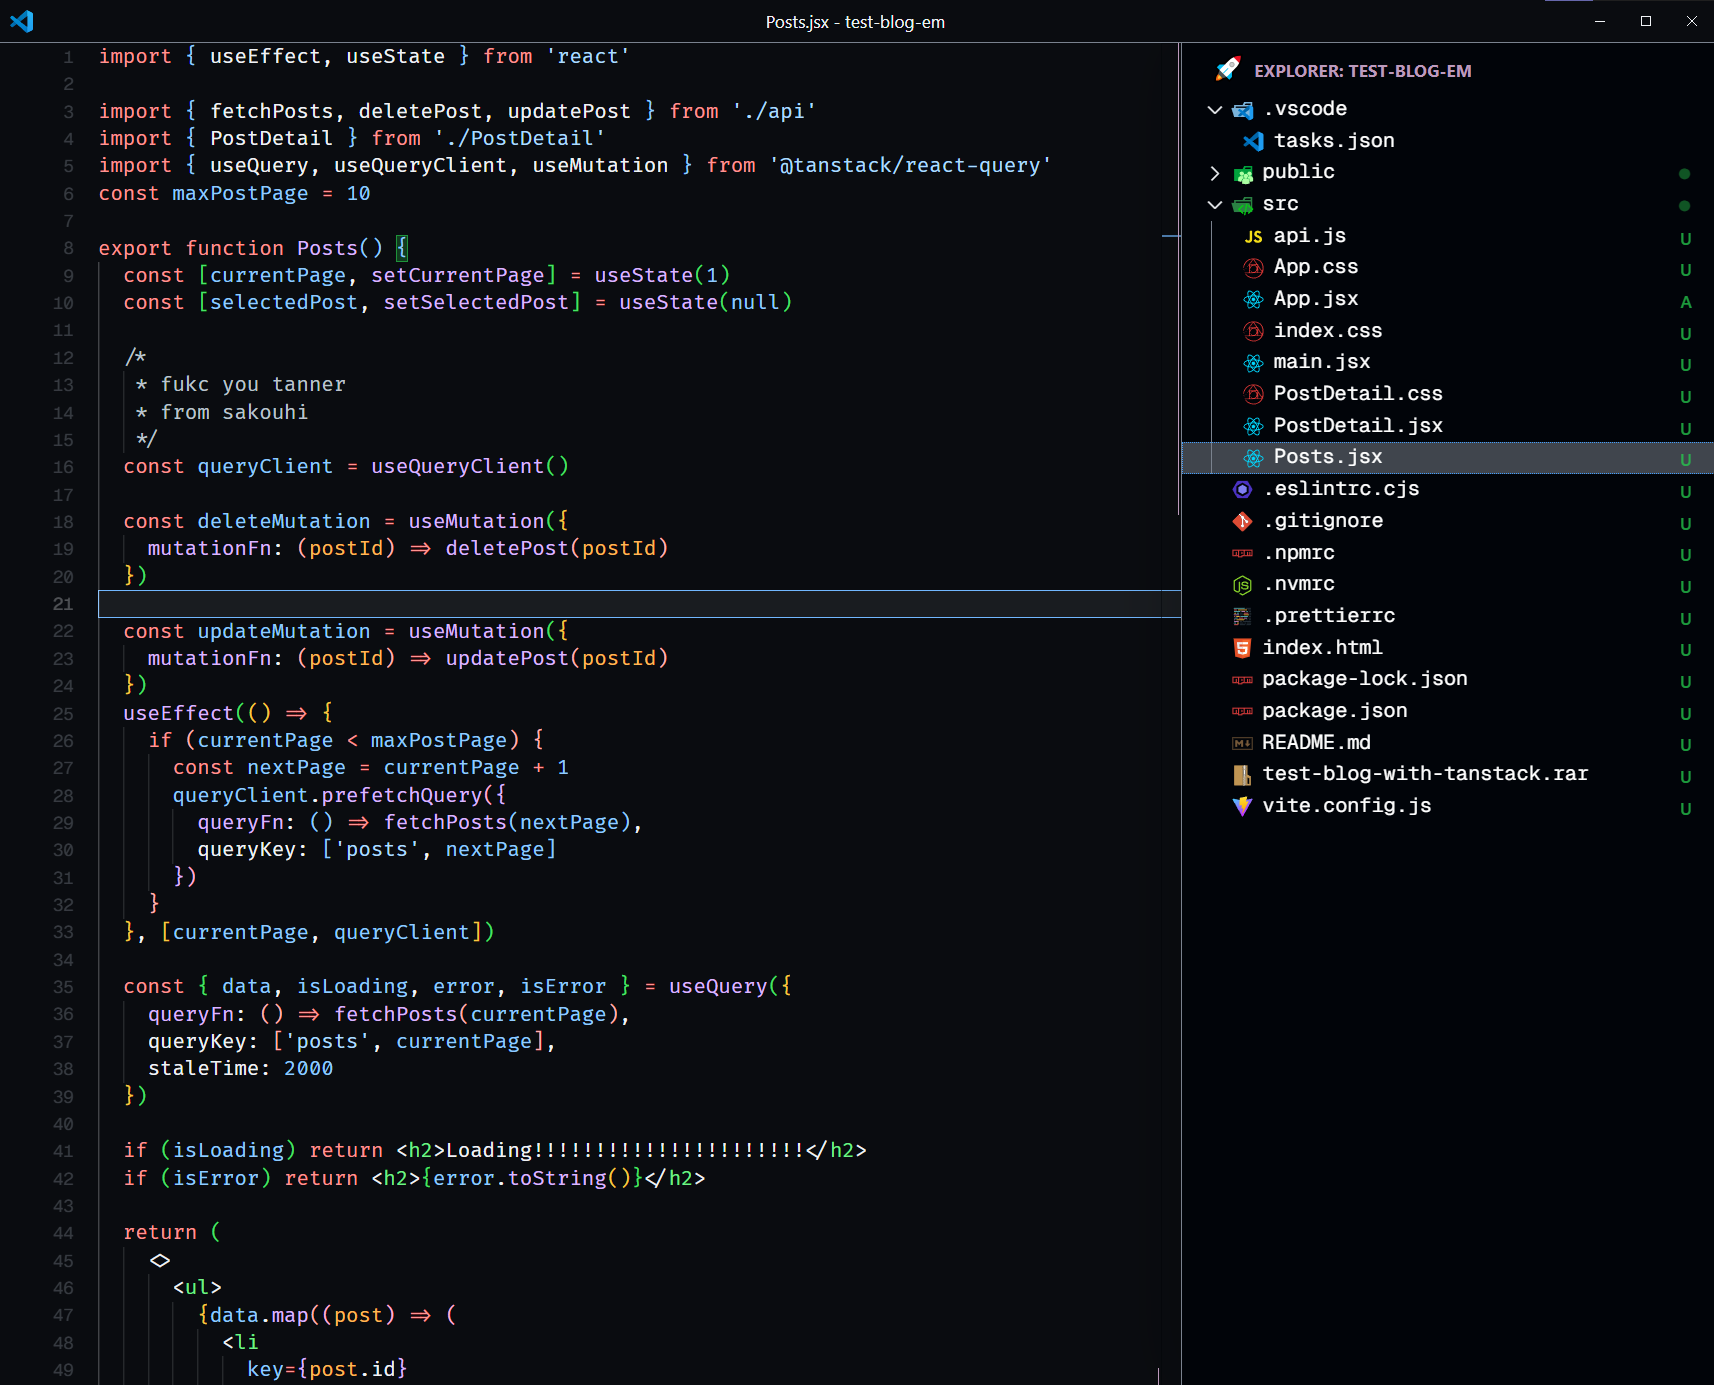 Posts.jsx - test-blog-em
1 import { useEffect, useState } from 'react'
2
3 import { fetchPosts, deletePost, updatePost } from './api'
4 import { PostDetail } from './PostDetail'
5 import { useQuery, useQueryClient, useMutation } from '@tanstack/react-query'
6 const maxPostPage = 10
7
8 export function Posts() {
9 const [currentPage, setCurrentPage] = useState(1)
10 const [selectedPost, setSelectedPost] = useState(null)
11
12 /*
13 * fukc you tanner
14 * from sakouhi
15 */
16 const queryClient = useQueryClient()
17
18 const deleteMutation = useMutation({
19 mutationFn: (postId) => deletePost(postId)
20 })
21
22 const updateMutation = useMutation({
23 mutationFn: (postId) => updatePost(postId)
24 })
25 useEffect(() => {
26 if (currentPage < maxPostPage) {
27 const nextPage = currentPage + 1
28 queryClient.prefetchQuery({
29 queryFn: () => fetchPosts(nextPage),
30 queryKey: ['posts', nextPage]
31 })
32 }
33 }, [currentPage, queryClient])
34
35 const { data, isLoading, error, isError } = useQuery({
36 queryFn: () => fetchPosts(currentPage),
37 queryKey: ['posts', currentPage],
38 staleTime: 2000
39 })
40
41 if (isLoading) return <h2>Loading!!!!!!!!!!!!!!!!!!!!!!</h2>
42 if (isError) return <h2>{error.toString()}</h2>
43
44 return (
45 <>
46 <ul>
47 {data.map((post) => (
48 <li
49 key={post.id}
EXPLORER: TEST-BLOG-EM
.vscode
tasks.json
public
src
JS api.js U
App.css U
App.jsx A
index.css U
main.jsx U
PostDetail.css U
PostDetail.jsx U
Posts.jsx U
.eslintrc.cjs U
.gitignore U
.npmrc U
.nvmrc U
.prettierrc U
index.html U
package-lock.json U
package.json U
README.md U
test-blog-with-tanstack.rar U
vite.config.js U